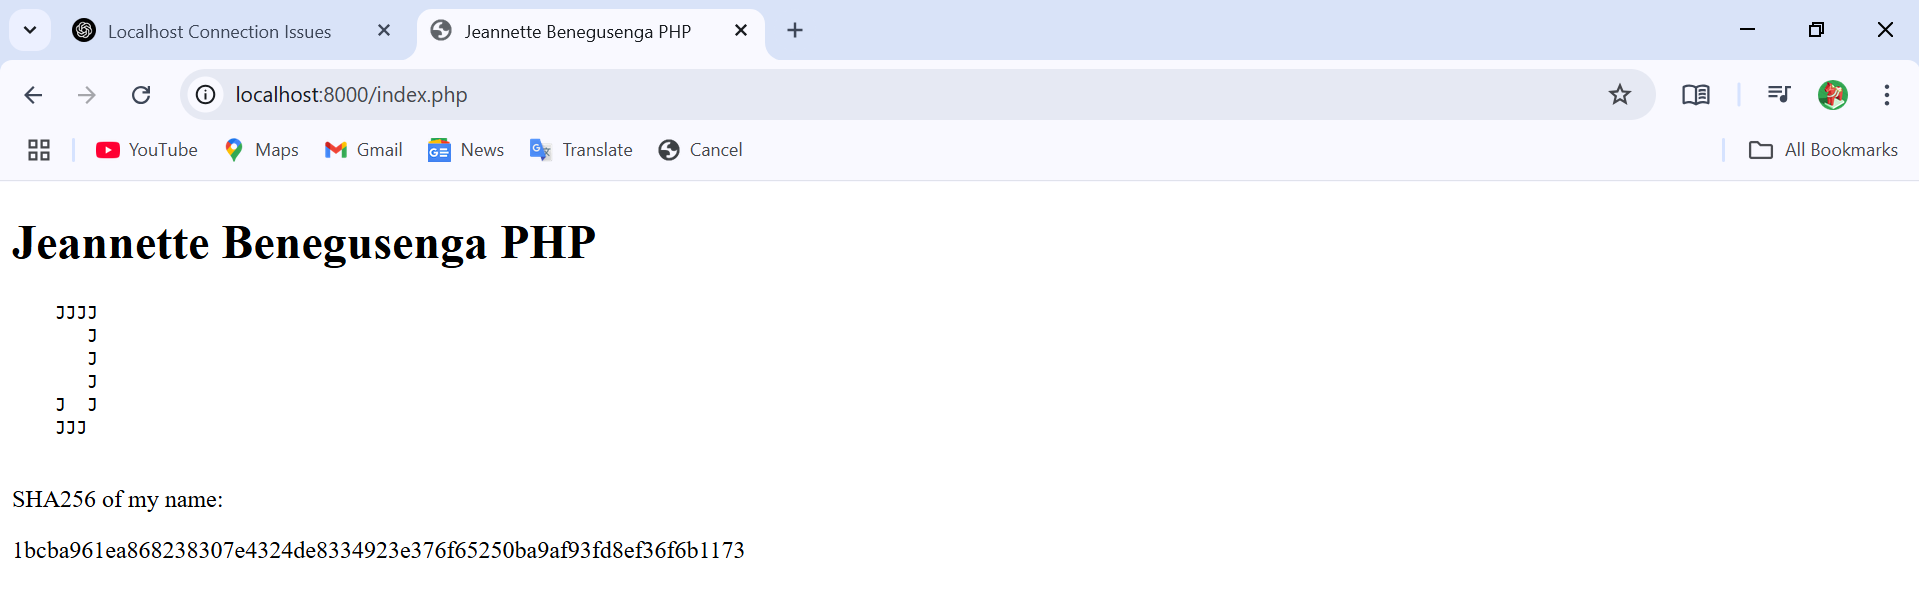 Localhost Connection Issues
Jeannette Benegusenga PHP
localhost:8000/index.php
YouTube Maps Gmail News Translate Cancel All Bookmarks
Jeannette Benegusenga PHP
JJJJ
J
J
J
J  J
JJJ
SHA256 of my name:
1bcba961ea868238307e4324de8334923e376f65250ba9af93fd8ef36f6b1173